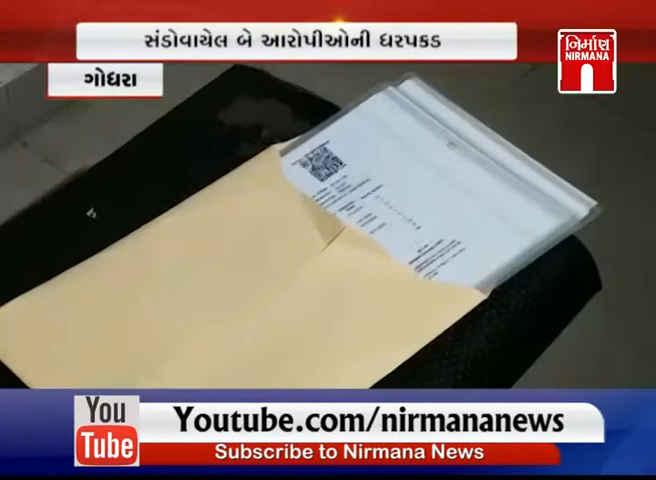 સંડોવાયેલ બે આરોપીઓની ધરપકડ
નિર્માણ
NIRMANA
ગોધરા
You
Tube
Youtube.com/nirmananews
Subscribe to Nirmana News